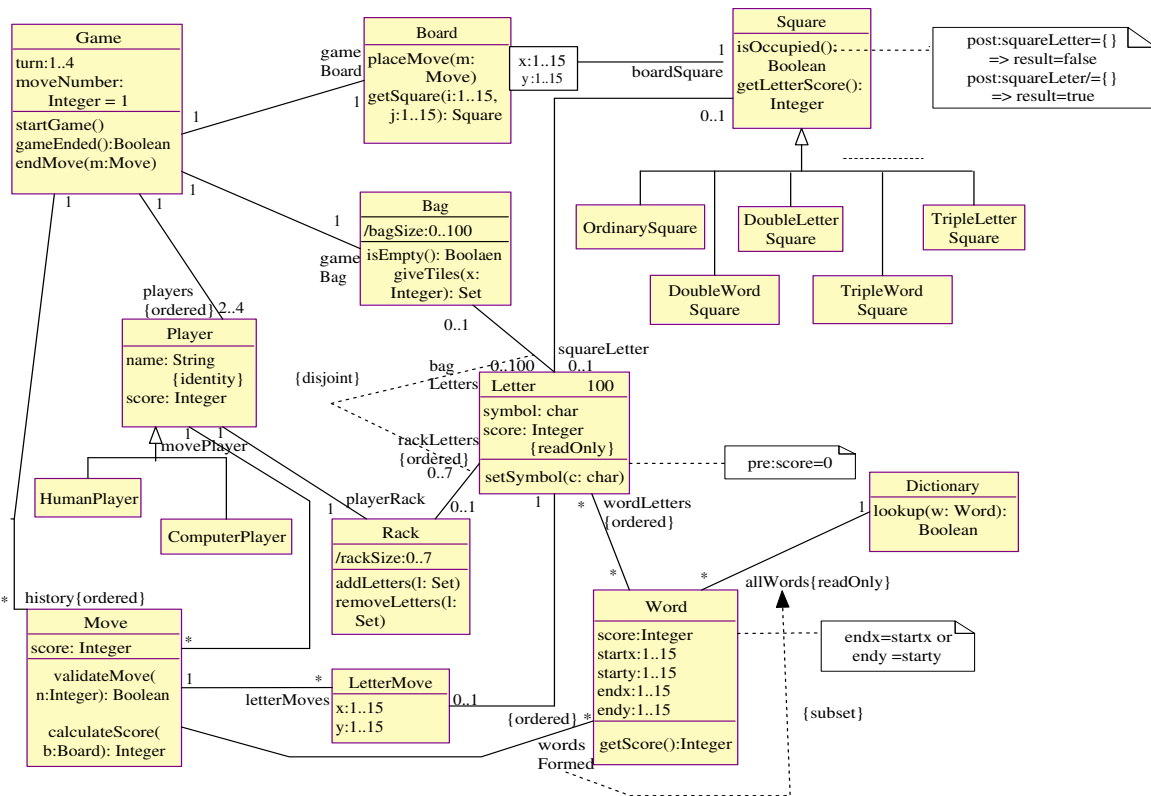 Game
turn:1..4
moveNumber:
Integer = 1
startGame()
gameEnded():Boolean
endMove(m:Move)
1
1
1
1
game
Board
1
Board
placeMove(m:
Move)
getSquare(i:1..15,
j:1..15): Square
x:1..15
y:1..15
1
boardSquare
Square
isOccupied():
Boolean
getLetterScore():
Integer
0..1
post:squareLetter={}
=> result=false
post:squareLeter/={}
=> result=true
OrdinarySquare
DoubleLetter
Square
TripleLetter
Square
DoubleWord
Square
TripleWord
Square
1
game
Bag
Bag
/bagSize:0..100
isEmpty(): Boolaen
giveTiles(x:
Integer): Set
0..1
players
{ordered}
2..4
Player
name: String
{identity}
score: Integer
1
1
movePlayer
HumanPlayer
ComputerPlayer
{disjoint}
bag
Letters
0..100
squareLetter
0..1
Letter 100
symbol: char
score: Integer
{readOnly}
setSymbol(c: char)
pre:score=0
rackLetters
{ordered}
0..7
0..1
playerRack
1
Rack
/rackSize:0..7
addLetters(l: Set)
removeLetters(l:
Set)
1
*
wordLetters
{ordered}
*
Dictionary
lookup(w: Word):
Boolean
1
*
allWords{readOnly}
*
history{ordered}
Move
score: Integer
validateMove(
n:Integer): Boolean
calculateScore(
b:Board): Integer
*
1
letterMoves
*
LetterMove
x:1..15
y:1..15
0..1
{ordered}
*
words
Formed
Word
score:Integer
startx:1..15
starty:1..15
endx:1..15
endy:1..15
getScore():Integer
endx=startx or
endy =starty
{subset}